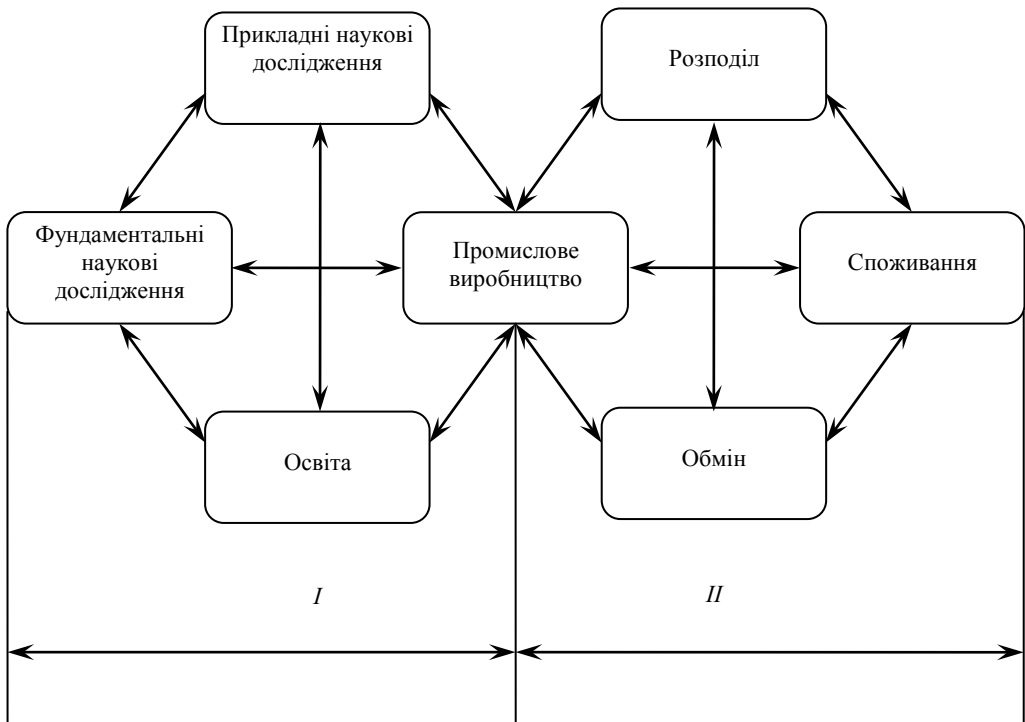 Прикладні наукові
дослідження
Розподіл
Фундаментальні
наукові
дослідження
Промислове
виробництво
Споживання
Освіта
Обмін
I
II